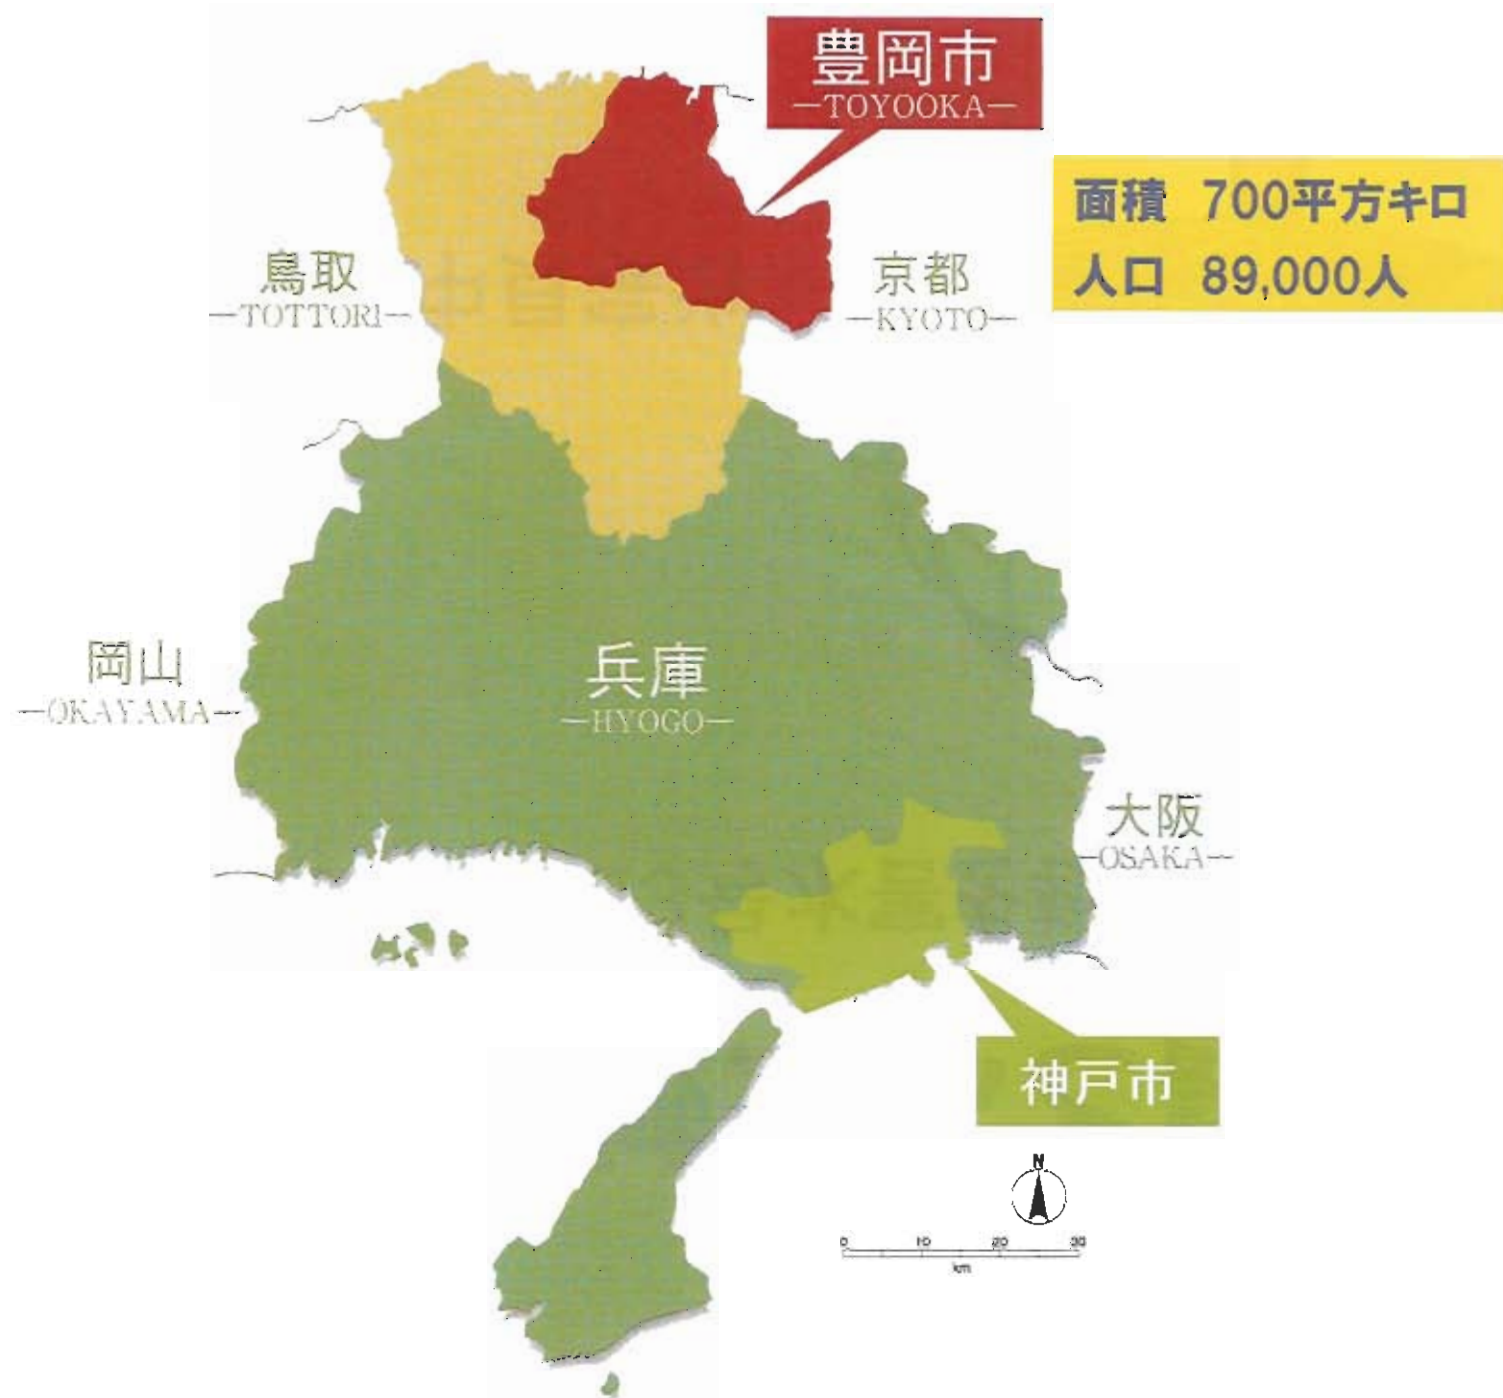 豊岡市
—TOYOOKA—
面積 700平方キロ
人口 89,000人
鳥取
—TOTTORI—
京都
—KYOTO—
岡山
—OKAYAMA—
兵庫
—HYOGO—
大阪
—OSAKA—
神戸市
N
0 10 20 30
km